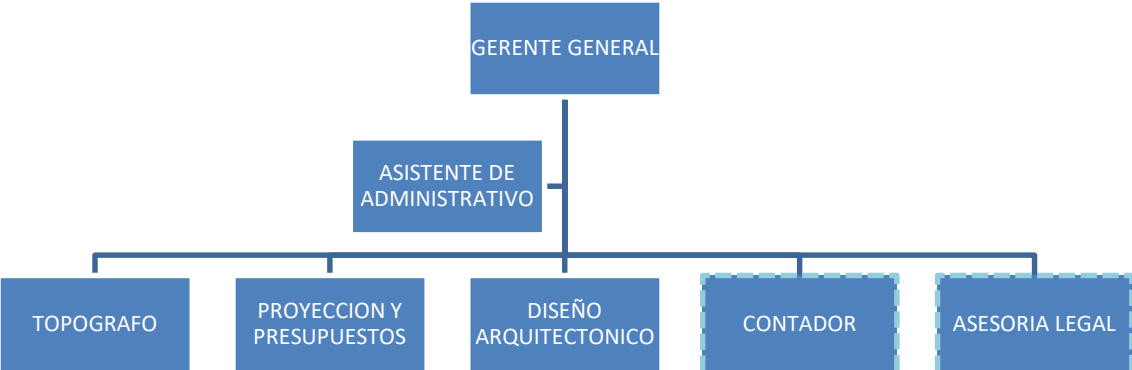 GERENTE GENERAL
ASISTENTE DE
ADMINISTRATIVO
TOPOGRAFO
PROYECCION Y
PRESUPUESTOS
DISEÑO
ARQUITECTONICO
CONTADOR
ASESORIA LEGAL